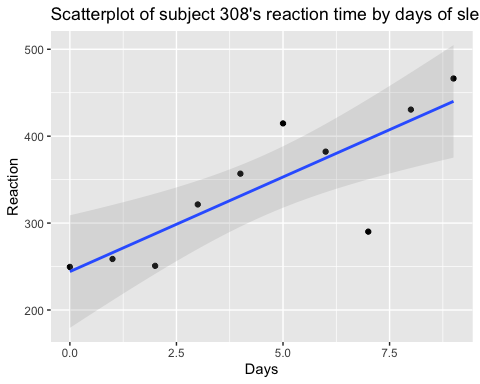 Scatterplot of subject 308's reaction time by days of sle
500
400
300
200
Reaction
0.0
2.5
5.0
7.5
Days